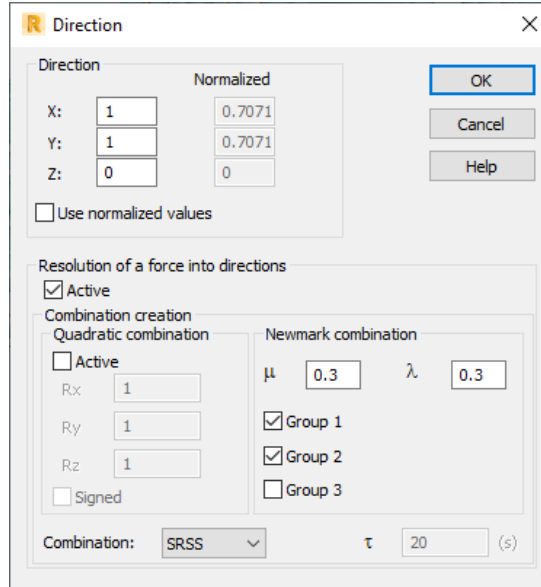 R Direction
Direction
Normalized
OK
X: 1 0.7071
Cancel
Y: 1 0.7071
Z: 0 0
Help
Use normalized values
Resolution of a force into directions
Active
Combination creation
Quadratic combination
Newmark combination
Active
μ 0.3 λ 0.3
Rx 1
Group 1
Ry 1
Group 2
Rz 1
Group 3
Signed
Combination: SRSS τ 20 (s)